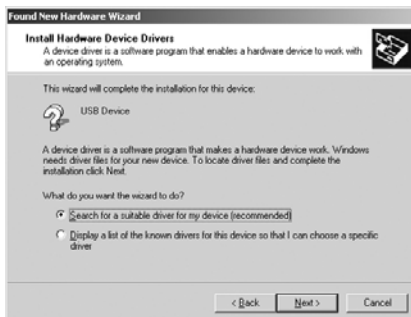 Found New Hardware Wizard
Install Hardware Device Drivers
A device driver is a software program that enables a hardware device to work with
an operating system.
This wizard will complete the installation for this device:
USB Device
A device driver is a software program that makes a hardware device work. Windows
needs driver files for your new device. To locate driver files and complete the
installation click Next.
What do you want the wizard to do?
Search for a suitable driver for my device (recommended)
Display a list of the known drivers for this device so that I can choose a specific
driver
< Back
Next >
Cancel